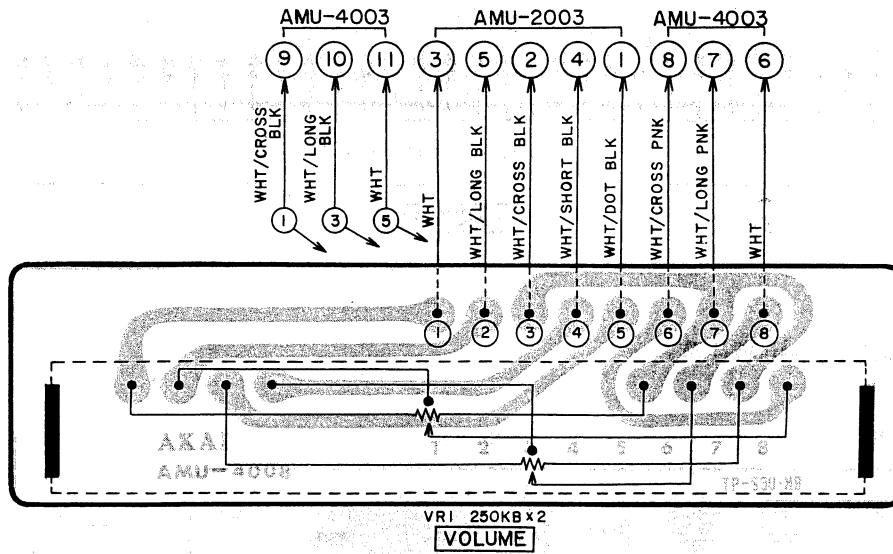 AMU-4003 AMU-2003 AMU-4003
9 10 11 3 5 2 4 1 8 7 6
WHT/CROSS BLK
WHT/LONG BLK
WHT
WHT
WHT/LONG BLK
WHT/CROSS BLK
WHT/SHORT BLK
WHT/DOT BLK
WHT/CROSS PNK
WHT/LONG PNK
WHT
1 3 5
1 2 3 4 5 6 7 8
1 2 4 5 6 7 8
AMU-4008
VR1 250KB×2
VOLUME